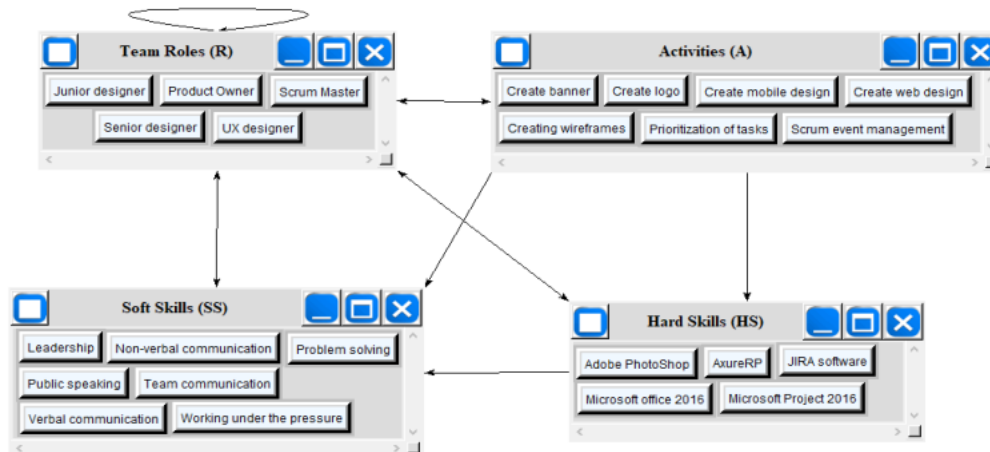 Team Roles (R)
Junior designer Product Owner Scrum Master
Senior designer UX designer
Activities (A)
Create banner Create logo Create mobile design Create web design
Creating wireframes Prioritization of tasks Scrum event management
Soft Skills (SS)
Leadership Non-verbal communication Problem solving
Public speaking Team communication
Verbal communication Working under the pressure
Hard Skills (HS)
Adobe PhotoShop AxureRP JIRA software
Microsoft office 2016 Microsoft Project 2016